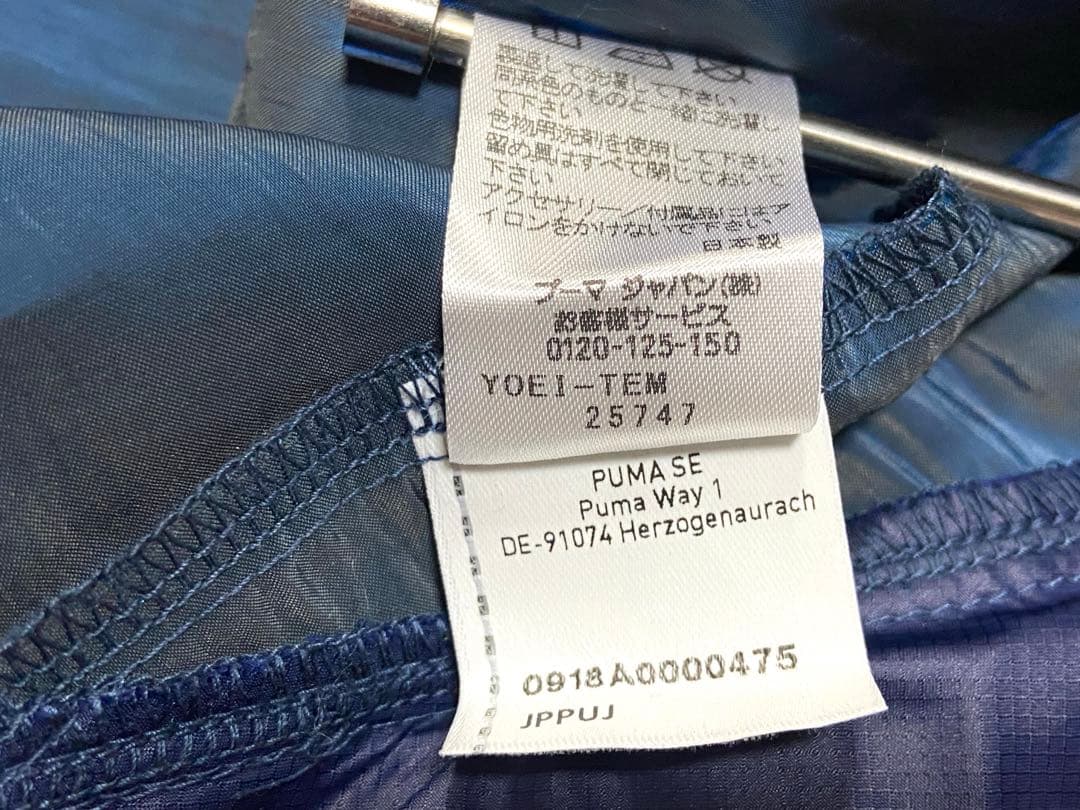 裏返して洗濯して下さい
同系色のものと一緒に洗濯し
て下さい
色物用洗剤を使用して下さい
留め具はすべて閉じておいて
下さい
アクセサリー、付属品にはア
イロンをかけないで下さい
日本製
プーマ ジャパン(株)
お客様サービス
0120-125-150
YOEI-TEM
25747
PUMA SE
Puma Way 1
DE-91074 Herzogenaurach
0918A0000475
JPPUJ